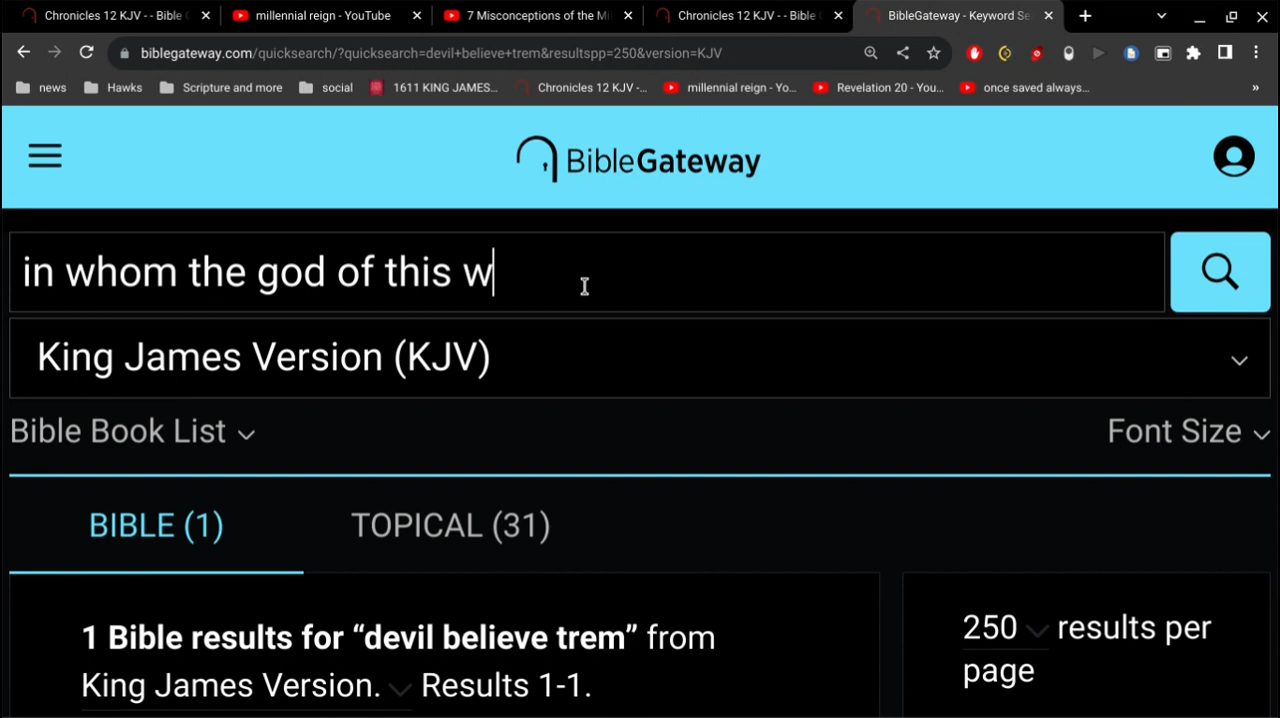 Chronicles 12 KJV - - Bible
millennial reign - YouTube
7 Misconceptions of the Mi
Chronicles 12 KJV - - Bible
BibleGateway - Keyword Se
biblegateway.com/quicksearch/?quicksearch=devil+believe+trem&resultspp=250&version=KJV
news
Hawks
Scripture and more
social
1611 KING JAMES...
Chronicles 12 KJV -...
millennial reign - Yo...
Revelation 20 - You...
once saved always...
»
BibleGateway
in whom the god of this w
King James Version (KJV)
Bible Book List
Font Size
BIBLE (1)
TOPICAL (31)
1 Bible results for “devil believe trem” from
King James Version. Results 1-1.
250 results per
page